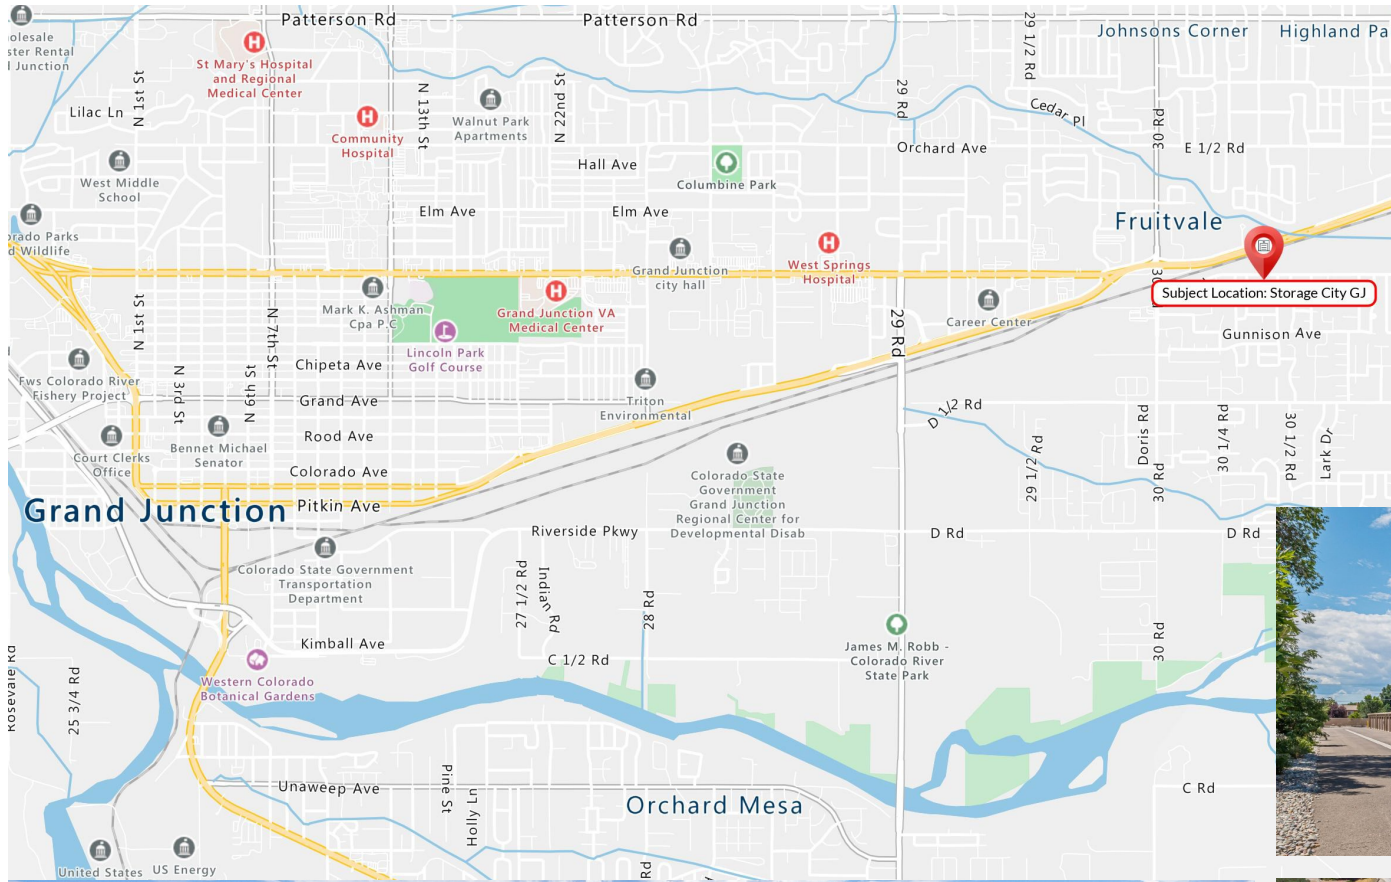 Patterson Rd
Patterson Rd
29 1/2 Rd
Johnsons Corner
Highland Pa
olesale
ster Rental
Junction
St Mary's Hospital
and Regional
Medical Center
N 1st St
Lilac Ln
N 13th St
Walnut Park
Apartments
N 22nd St
29 Rd
Cedar Pl
30 Rd
Community
Hospital
Orchard Ave
E 1/2 Rd
West Middle
School
Hall Ave
Columbine Park
Elm Ave
Elm Ave
Fruitvale
orado Parks
d Wildlife
Grand Junction
city hall
West Springs
Hospital
Subject Location: Storage City GJ
N 1st St
N 7th St
Mark K. Ashman
Cpa P.C
Grand Junction VA
Medical Center
29 Rd
Career Center
Gunnison Ave
Lincoln Park
Golf Course
Chipeta Ave
Fws Colorado River
Fishery Project
N 3rd St
N 6th St
Grand Ave
Triton
Environmental
D 1/2 Rd
Rood Ave
Bennet Michael
Senator
Court Clerks
Office
Colorado Ave
29 1/2 Rd
Doris Rd
30 Rd
30 1/4 Rd
30 1/2 Rd
Lark Dr
Colorado State
Government
Grand Junction
Regional Center for
Developmental Disab
Grand Junction
Pitkin Ave
Riverside Pkwy
D Rd
D Rd
Colorado State Government
Transportation
Department
27 1/2 Rd
Indian Rd
28 Rd
Kimball Ave
C 1/2 Rd
James M. Robb -
Colorado River
State Park
30 Rd
Rosevale Rd
25 3/4 Rd
Western Colorado
Botanical Gardens
Unaweep Ave
Pine St
Holly Ln
Orchard Mesa
C Rd
United States
US Energy
Rd